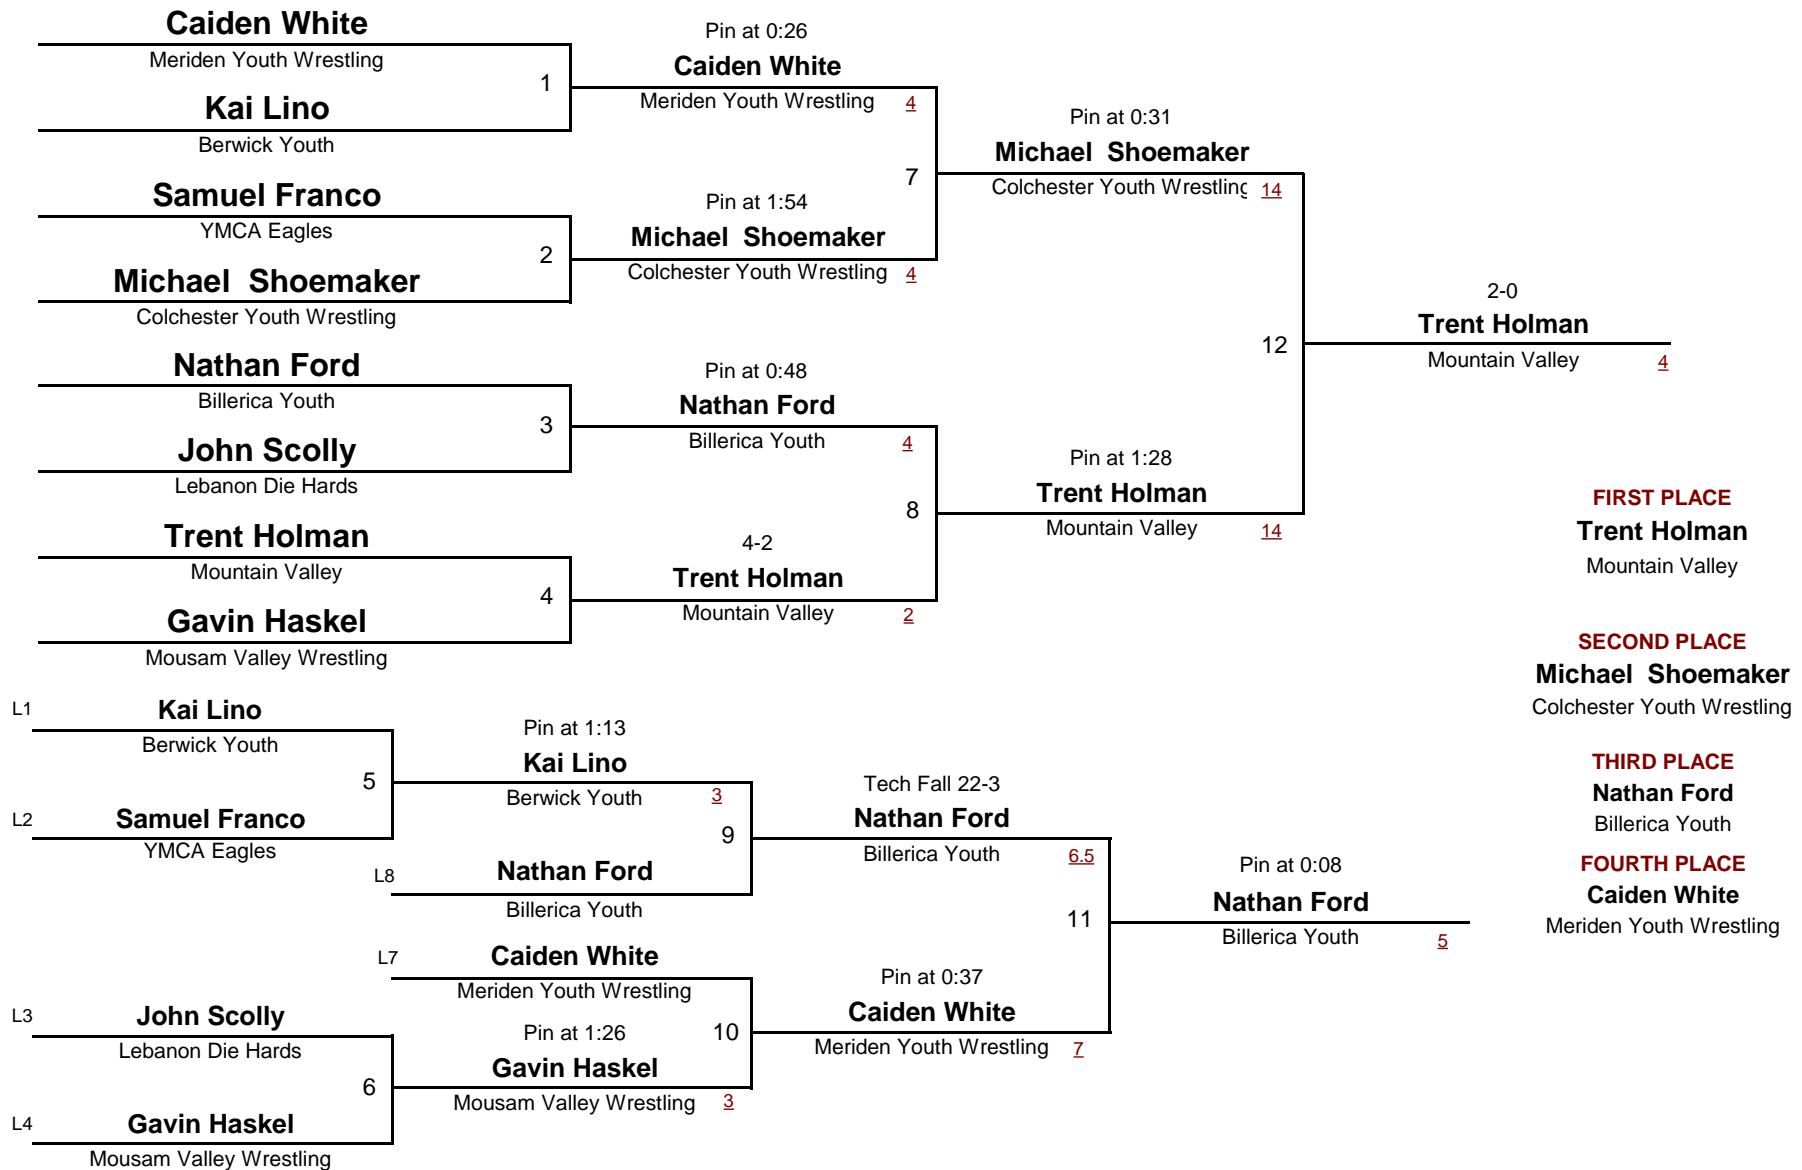 Caiden White
Meriden Youth Wrestling
1
Kai Lino
Berwick Youth
Samuel Franco
YMCA Eagles
2
Michael  Shoemaker
Colchester Youth Wrestling
Nathan Ford
Billerica Youth
3
John Scolly
Lebanon Die Hards
Trent Holman
Mountain Valley
4
Gavin Haskel
Mousam Valley Wrestling
Pin at 0:26
Caiden White
Meriden Youth Wrestling 4
7
Pin at 1:54
Michael  Shoemaker
Colchester Youth Wrestling 4
Pin at 0:48
Nathan Ford
Billerica Youth 4
8
4-2
Trent Holman
Mountain Valley 2
Pin at 0:31
Michael  Shoemaker
Colchester Youth Wrestling 14
12
Pin at 1:28
Trent Holman
Mountain Valley 14
2-0
Trent Holman
Mountain Valley 4
FIRST PLACE
Trent Holman
Mountain Valley
SECOND PLACE
Michael  Shoemaker
Colchester Youth Wrestling
THIRD PLACE
Nathan Ford
Billerica Youth
FOURTH PLACE
Caiden White
Meriden Youth Wrestling
L1 Kai Lino
Berwick Youth
5
L2 Samuel Franco
YMCA Eagles
Pin at 1:13
Kai Lino
Berwick Youth 3
9
L8 Nathan Ford
Billerica Youth
L7 Caiden White
Meriden Youth Wrestling
10
Pin at 1:26
Gavin Haskel
Mousam Valley Wrestling 3
L3 John Scolly
Lebanon Die Hards
6
L4 Gavin Haskel
Mousam Valley Wrestling
Tech Fall 22-3
Nathan Ford
Billerica Youth 6.5
11
Pin at 0:37
Caiden White
Meriden Youth Wrestling 7
Pin at 0:08
Nathan Ford
Billerica Youth 5